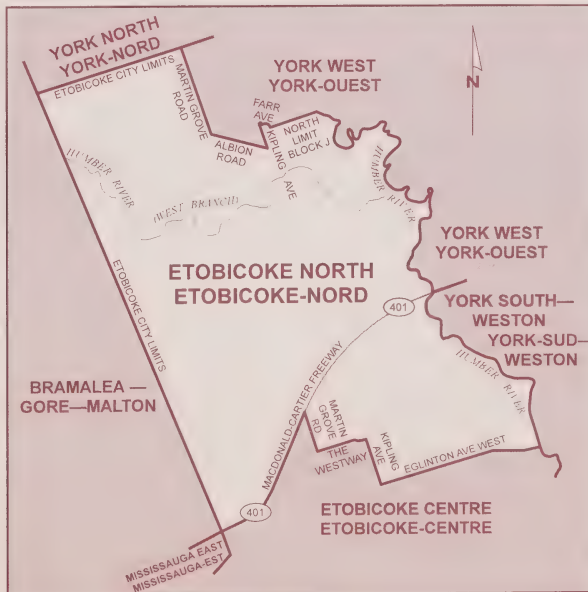 YORK NORTH
YORK-NORD
ETOBICOKE CITY LIMITS
MARTIN GROVE
ROAD
YORK WEST
YORK-OUEST
N
FARR
AVE
KIPLING AVE
NORTH
LIMIT
BLOCK J
ALBION
ROAD
HUMBER RIVER
HUMBER RIVER
(WEST BRANCH)
YORK WEST
YORK-OUEST
ETOBICOKE NORTH
ETOBICOKE-NORD
ETOBICOKE CITY LIMITS
401
YORK SOUTH—
WESTON
YORK-SUD—
WESTON
HUMBER RIVER
BRAMALEA —
GORE—MALTON
MACDONALD-CARTIER FREEWAY
MARTIN
GROVE
RD
THE
WESTWAY
KIPLING
AVE
EGLINTON AVE WEST
401
ETOBICOKE CENTRE
ETOBICOKE-CENTRE
MISSISSAUGA EAST
MISSISSAUGA-EST